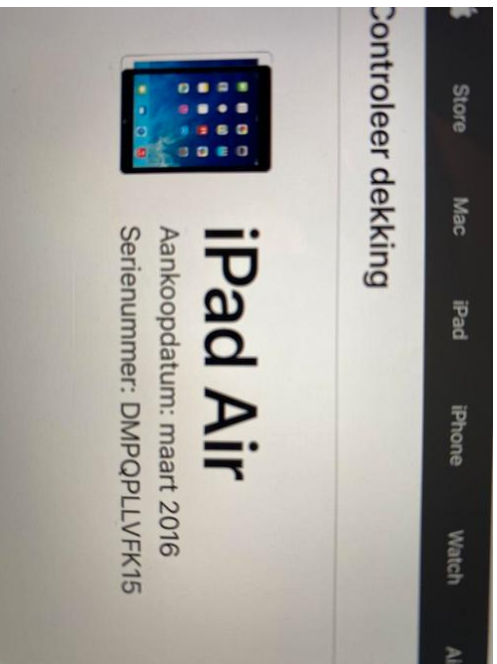 Store Mac iPad iPhone Watch
Controleer dekking
iPad Air
Aankoopdatum: maart 2016
Serienummer: DMPQPLLVFK15